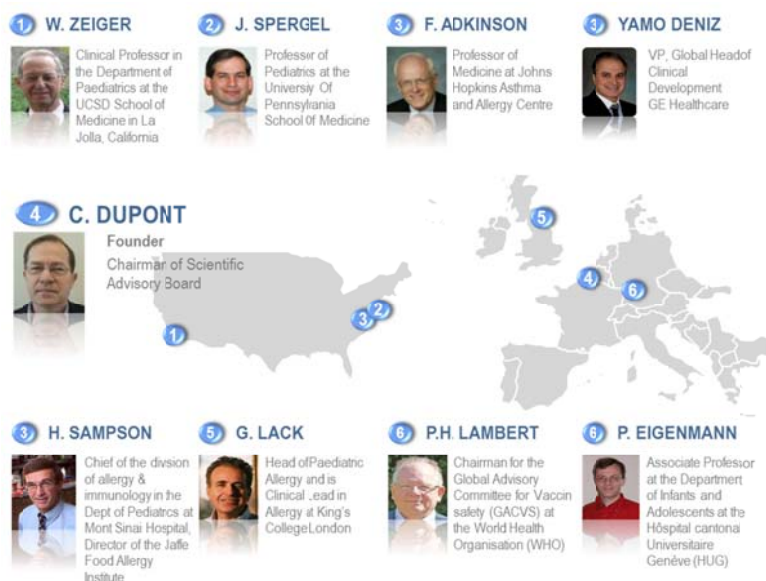 1 W. ZEIGER
Clinical Professor in
the Department of
Paediatrics at the
UCSD School of
Medicine in La
Jolla, California
2 J. SPERGEL
Professor of
Pediatrics at the
University Of
Pennsylvania
School Of Medicine
3 F. ADKINSON
Professor of
Medicine at Johns
Hopkins Asthma
and Allergy Centre
3 YAMO DENIZ
VP, Global Head of
Clinical
Development
GE Healthcare
4 C. DUPONT
Founder
Chairman of Scientific
Advisory Board
1
3
2
5
4
6
3 H. SAMPSON
Chief of the division
of allergy &
immunology in the
Dept of Pediatrcs at
Mont Sinai Hospital,
Director of the Jaffe
Food Allergy
Institute
5 G. LACK
Head of Paediatric
Allergy and is
Clinical Lead in
Allergy at King's
College London
6 P.H. LAMBERT
Chairman for the
Global Advisory
Committee for Vaccin
safety (GACVS) at
the World Health
Organisation (WHO)
6 P. EIGENMANN
Associate Professor
at the Department
of Infants and
Adolescents at the
Hôspital cantonal
Universitaire
Genève (HUG)